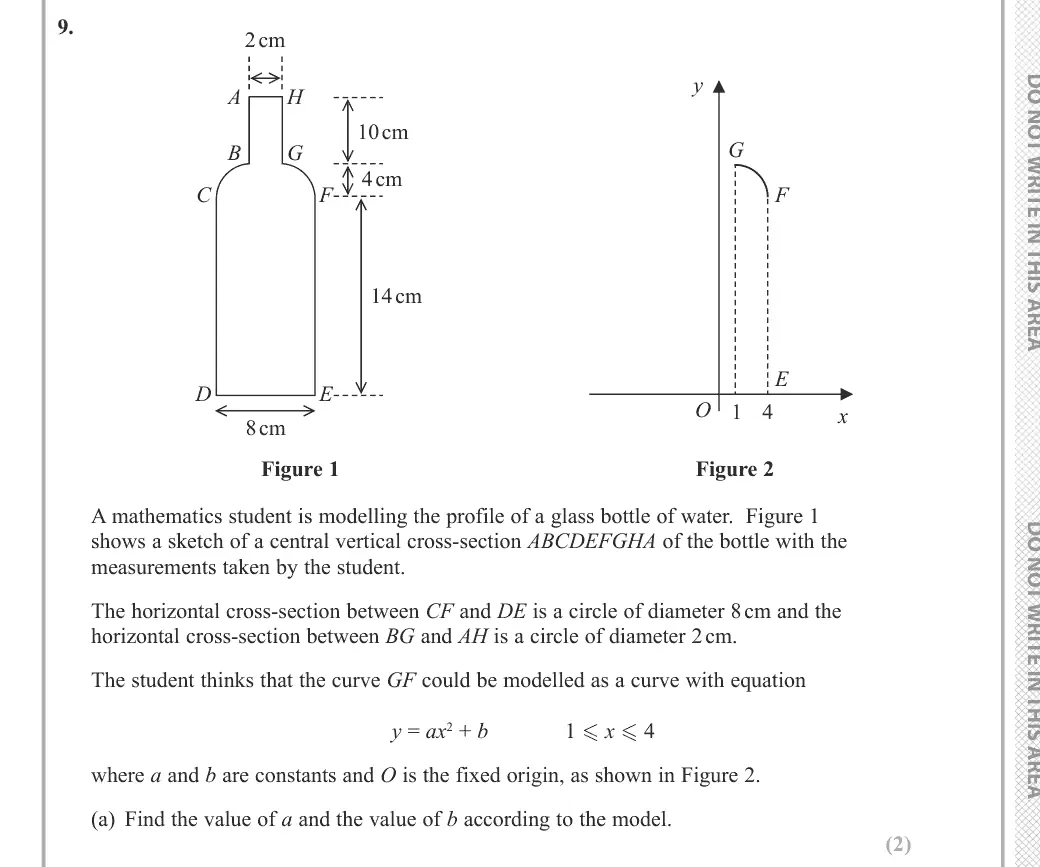 9.
2 cm
A
H
10 cm
B
G
4 cm
C
F
14 cm
D
E
8 cm
Figure 1
y
G
F
E
O
1
4
x
Figure 2
A mathematics student is modelling the profile of a glass bottle of water. Figure 1
shows a sketch of a central vertical cross-section ABCDEFGHA of the bottle with the
measurements taken by the student.
The horizontal cross-section between CF and DE is a circle of diameter 8 cm and the
horizontal cross-section between BG and AH is a circle of diameter 2 cm.
The student thinks that the curve GF could be modelled as a curve with equation
y = ax² + b 1 ⩽ x ⩽ 4
where a and b are constants and O is the fixed origin, as shown in Figure 2.
(a) Find the value of a and the value of b according to the model.
(2)
DO NOT WRITE IN THIS AREA
DO NOT WRITE IN THIS AREA